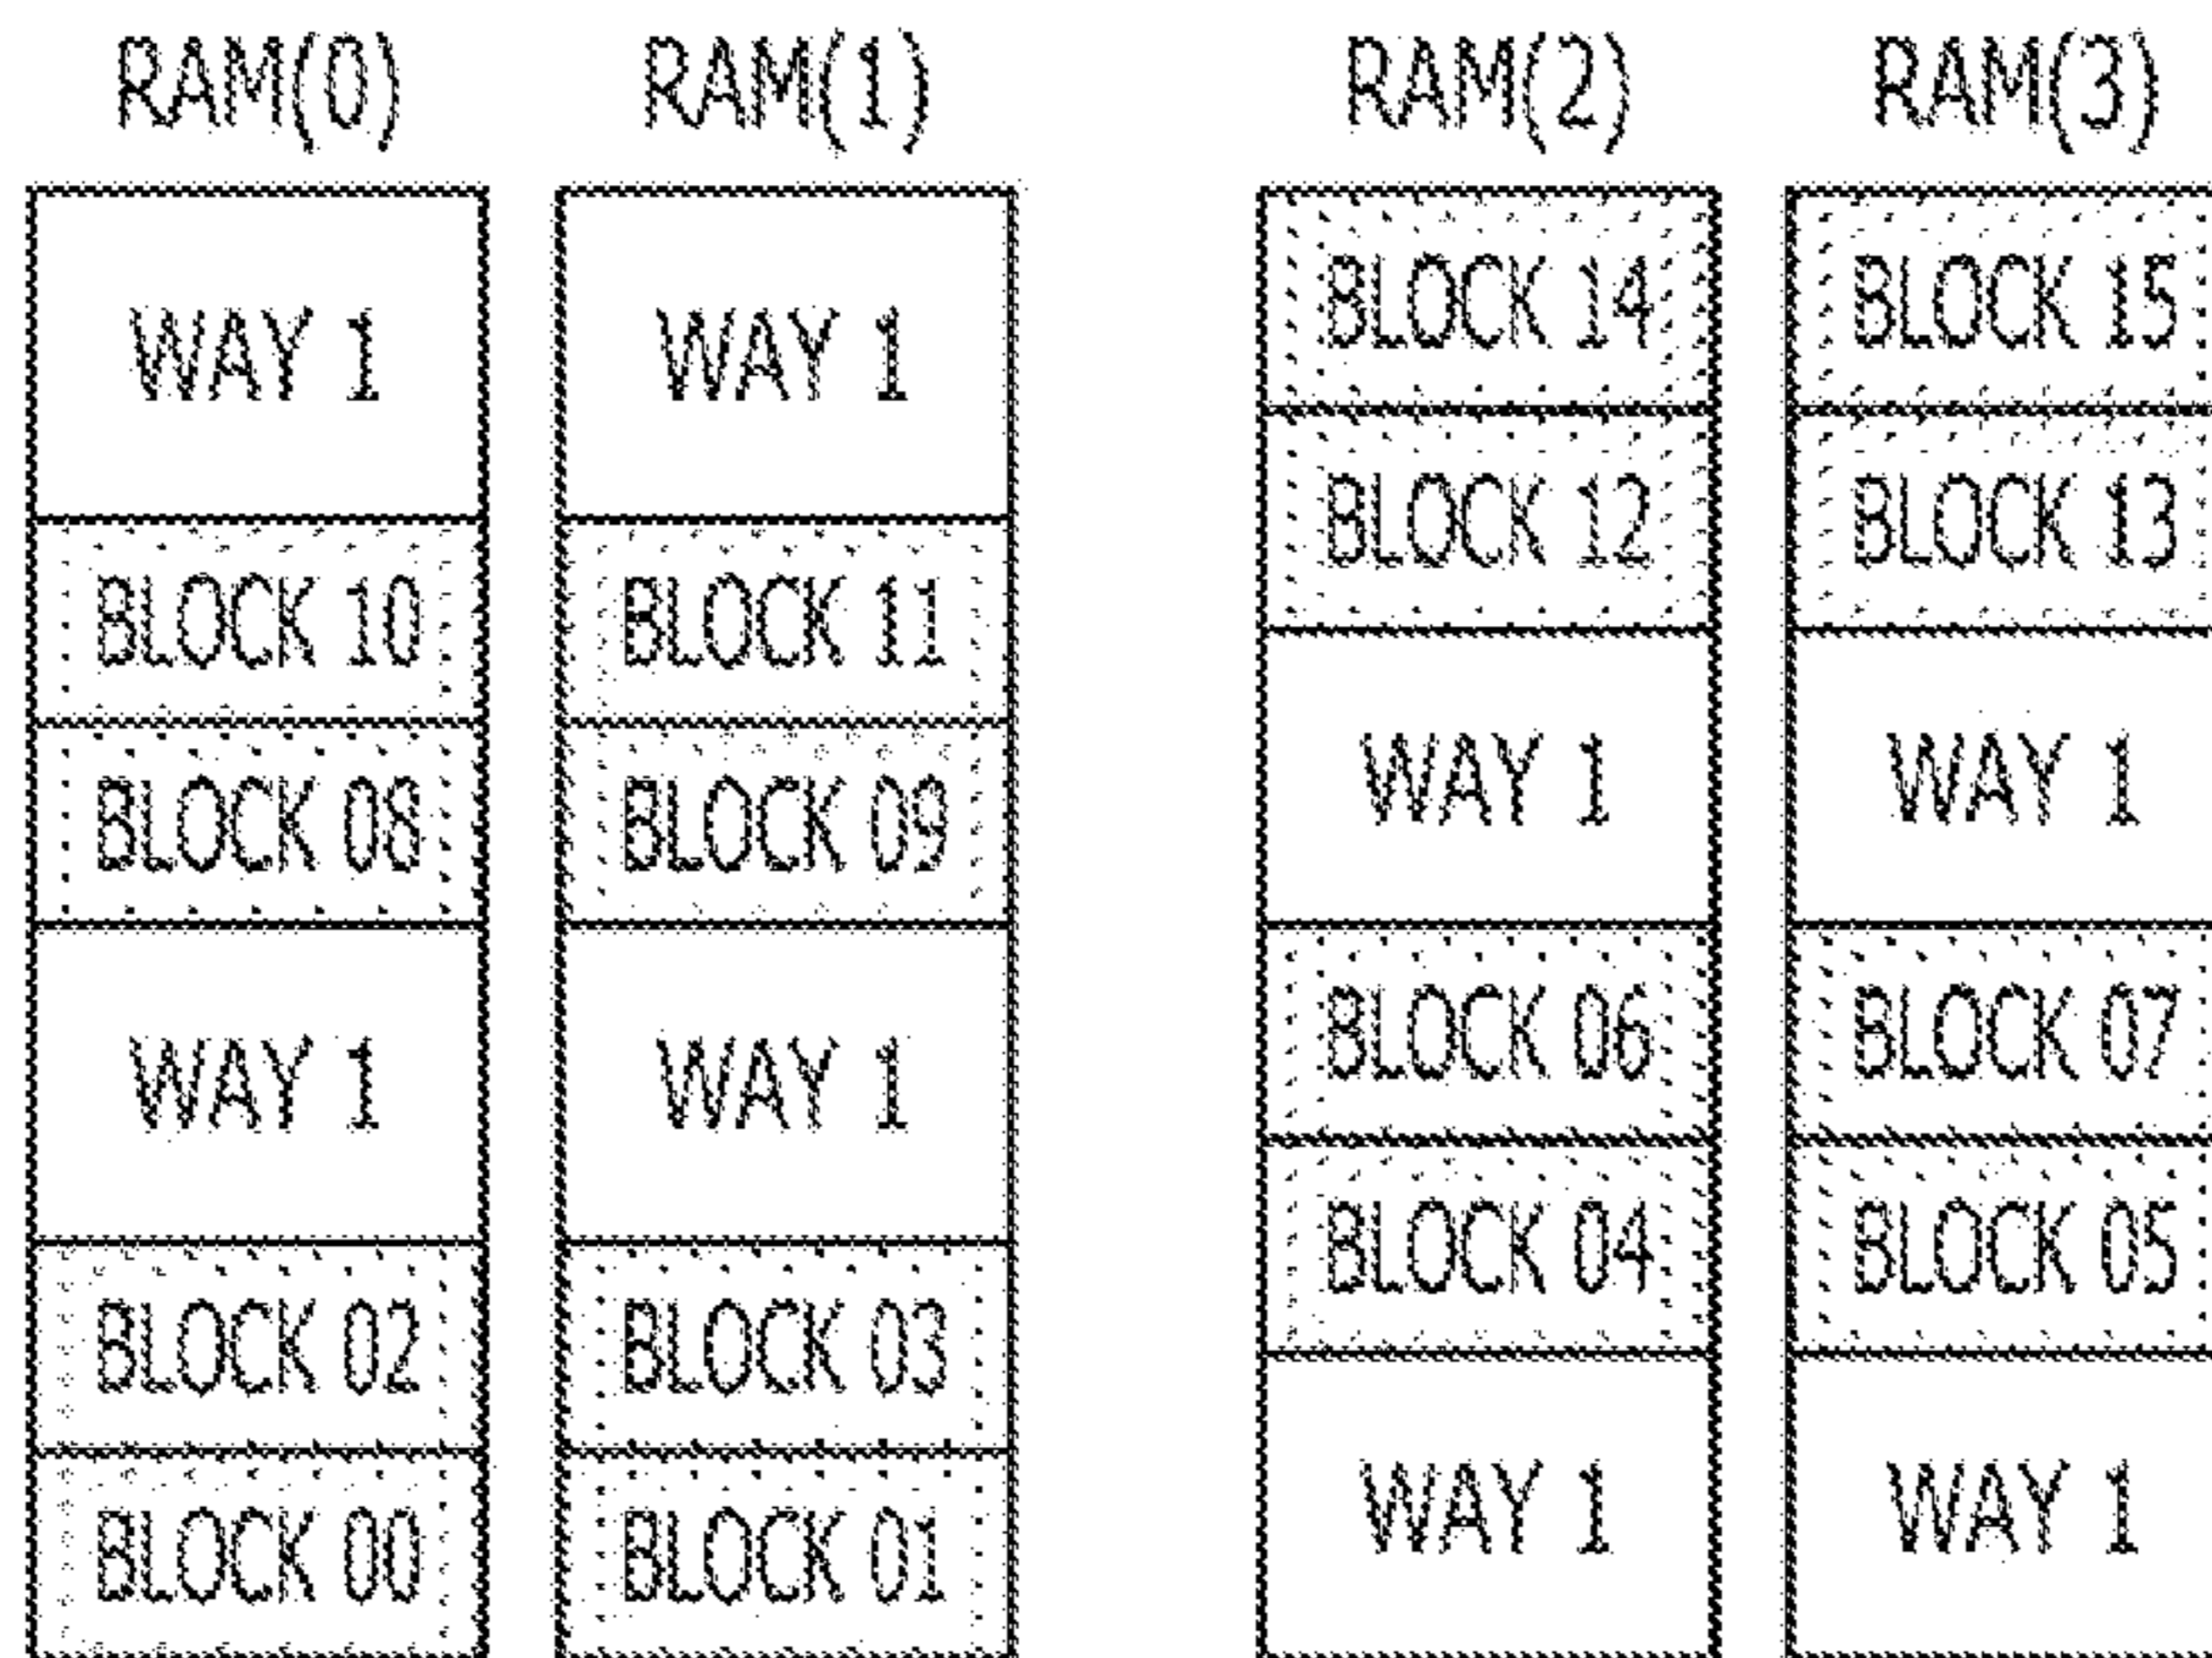 RAM(0) RAM(1) RAM(2) RAM(3)
WAY 1 WAY 1 BLOCK 14 BLOCK 15
BLOCK 12 BLOCK 13
BLOCK 10 BLOCK 11
WAY 1 WAY 1
BLOCK 08 BLOCK 09
WAY 1 WAY 1 BLOCK 06 BLOCK 07
BLOCK 04 BLOCK 05
BLOCK 02 BLOCK 03
BLOCK 00 BLOCK 01 WAY 1 WAY 1